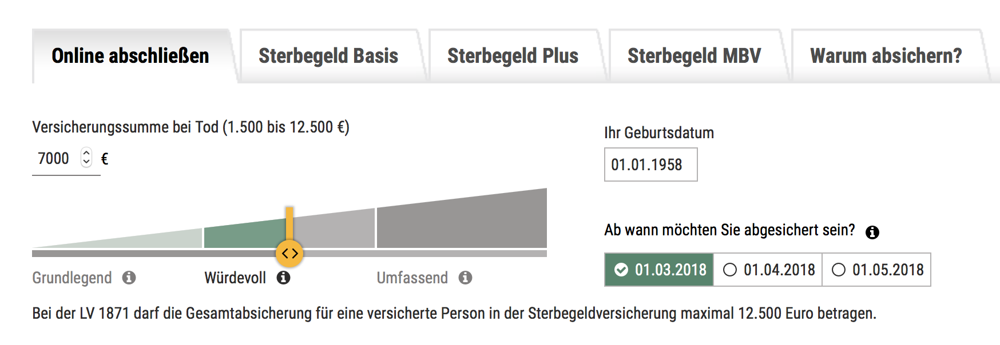 Online abschließen
Sterbegeld Basis
Sterbegeld Plus
Sterbegeld MBV
Warum absichern?
Versicherungssumme bei Tod (1.500 bis 12.500 €)
7000 €
Grundlegend
Würdevoll
Umfassend
Ihr Geburtsdatum
01.01.1958
Ab wann möchten Sie abgesichert sein?
01.03.2018
01.04.2018
01.05.2018
Bei der LV 1871 darf die Gesamtabsicherung für eine versicherte Person in der Sterbegeldversicherung maximal 12.500 Euro betragen.